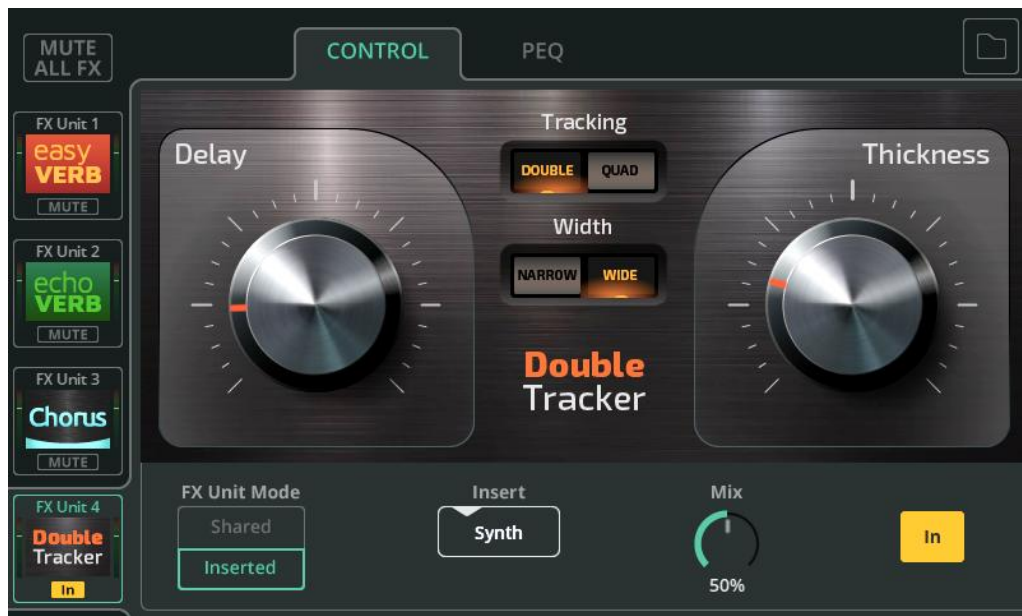 MUTE
ALL FX
CONTROL
PEQ
FX Unit 1
easy
VERB
MUTE
FX Unit 2
echo
VERB
MUTE
FX Unit 3
Chorus
MUTE
FX Unit 4
Double
Tracker
In
Delay
Tracking
DOUBLE
QUAD
Width
NARROW
WIDE
Double
Tracker
Thickness
FX Unit Mode
Shared
Inserted
Insert
Synth
Mix
50%
In